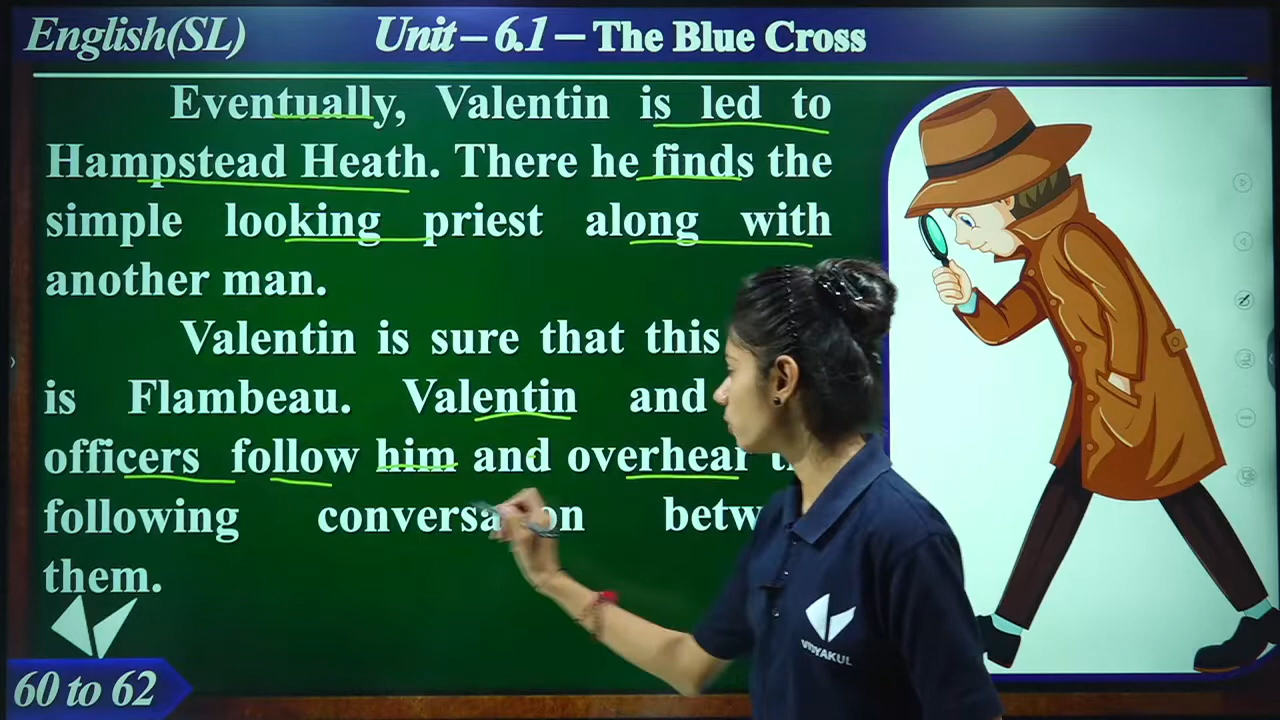 English(SL) Unit – 6.1 – The Blue Cross
Eventually, Valentin is led to
Hampstead Heath. There he finds the
simple looking priest along with
another man.
Valentin is sure that this
is Flambeau. Valentin and
officers follow him and overhear
following conversation
them.
60 to 62
VIDYAKUL